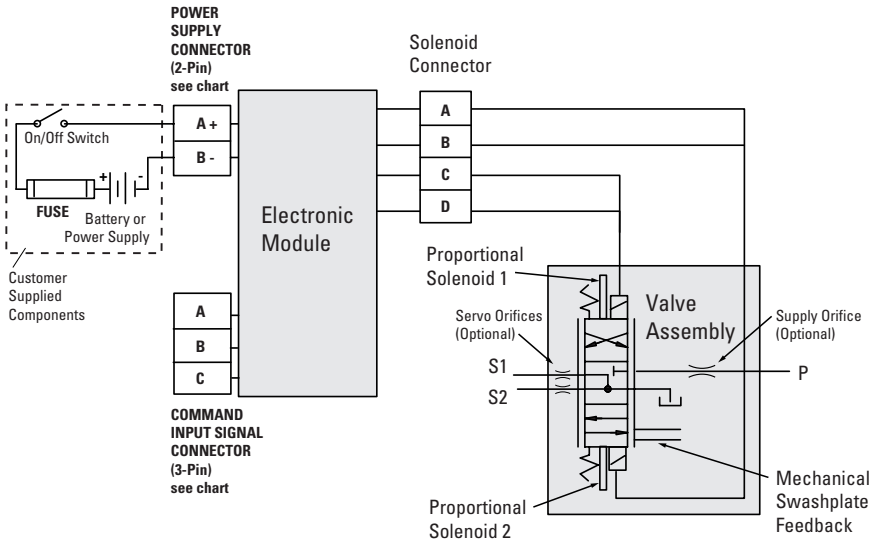 POWER
SUPPLY
CONNECTOR
(2-Pin)
see chart
Solenoid
Connector
On/Off Switch
A +
B -
+
-
FUSE
Battery or
Power Supply
Customer
Supplied
Components
Electronic
Module
A
B
C
D
A
B
C
COMMAND
INPUT SIGNAL
CONNECTOR
(3-Pin)
see chart
Proportional
Solenoid 1
Servo Orifices
(Optional)
Valve
Assembly
Supply Orifice
(Optional)
S1
S2
P
Proportional
Solenoid 2
Mechanical
Swashplate
Feedback